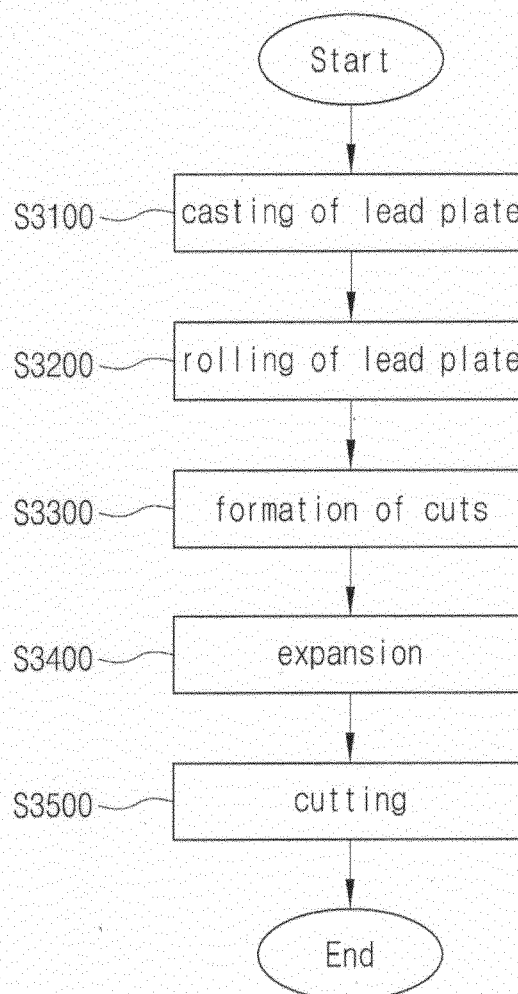 Start
S3100 casting of lead plate
S3200 rolling of lead plate
S3300 formation of cuts
S3400 expansion
S3500 cutting
End